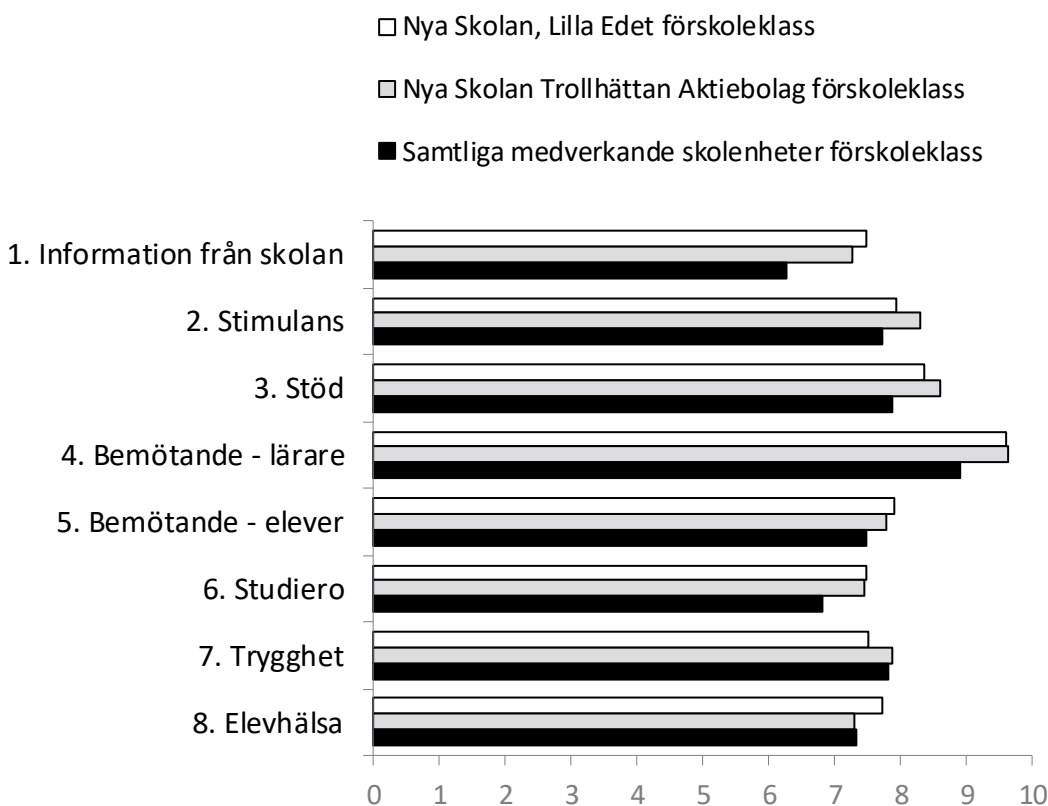 Nya Skolan, Lilla Edet förskoleklass
Nya Skolan Trollhättan Aktiebolag förskoleklass
Samtliga medverkande skolenheter förskoleklass
1. Information från skolan
2. Stimulans
3. Stöd
4. Bemötande - lärare
5. Bemötande - elever
6. Studiero
7. Trygghet
8. Elevhälsa
0 1 2 3 4 5 6 7 8 9 10